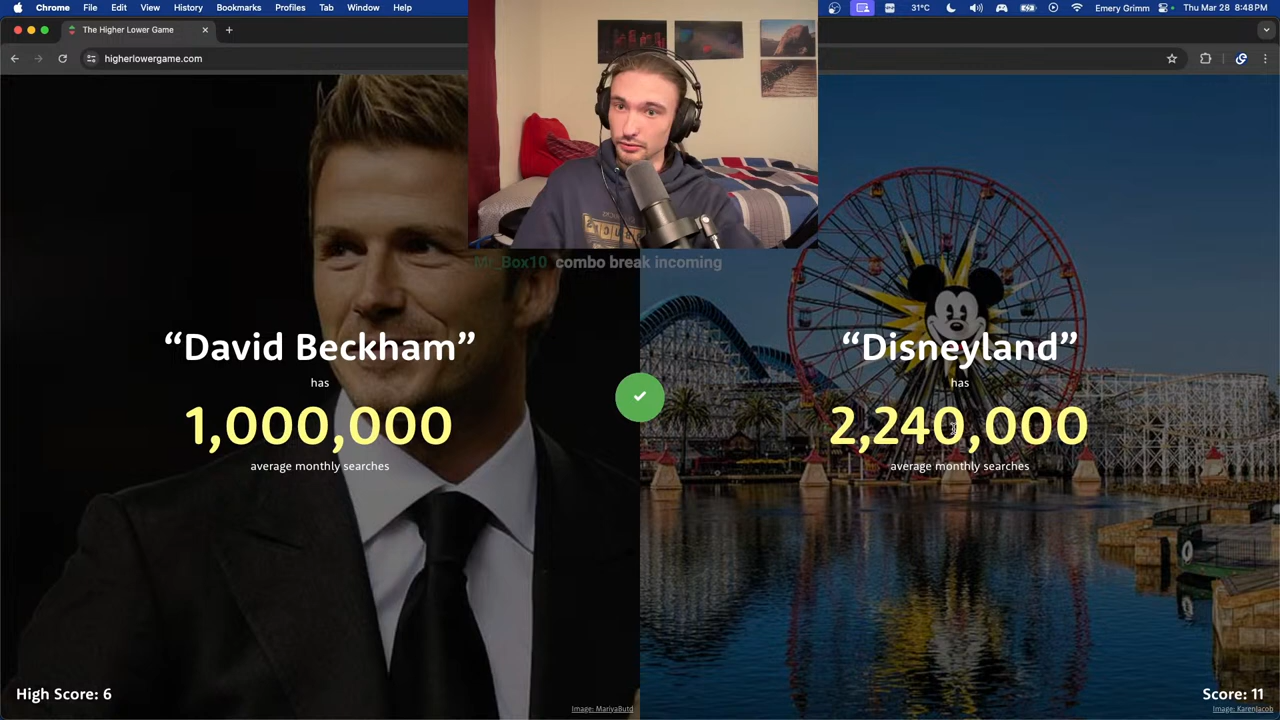 Chrome File Edit View History Bookmarks Profiles Tab Window Help
31°C Emery Grimm Thu Mar 28 8:48 PM
The Higher Lower Game
higherlowergame.com
Mr_Box10 combo break incoming
“David Beckham”
has
1,000,000
average monthly searches
“Disneyland”
has
2,240,000
average monthly searches
High Score: 6
Image: MariyaButd
Score: 11
Image: KarenJacob